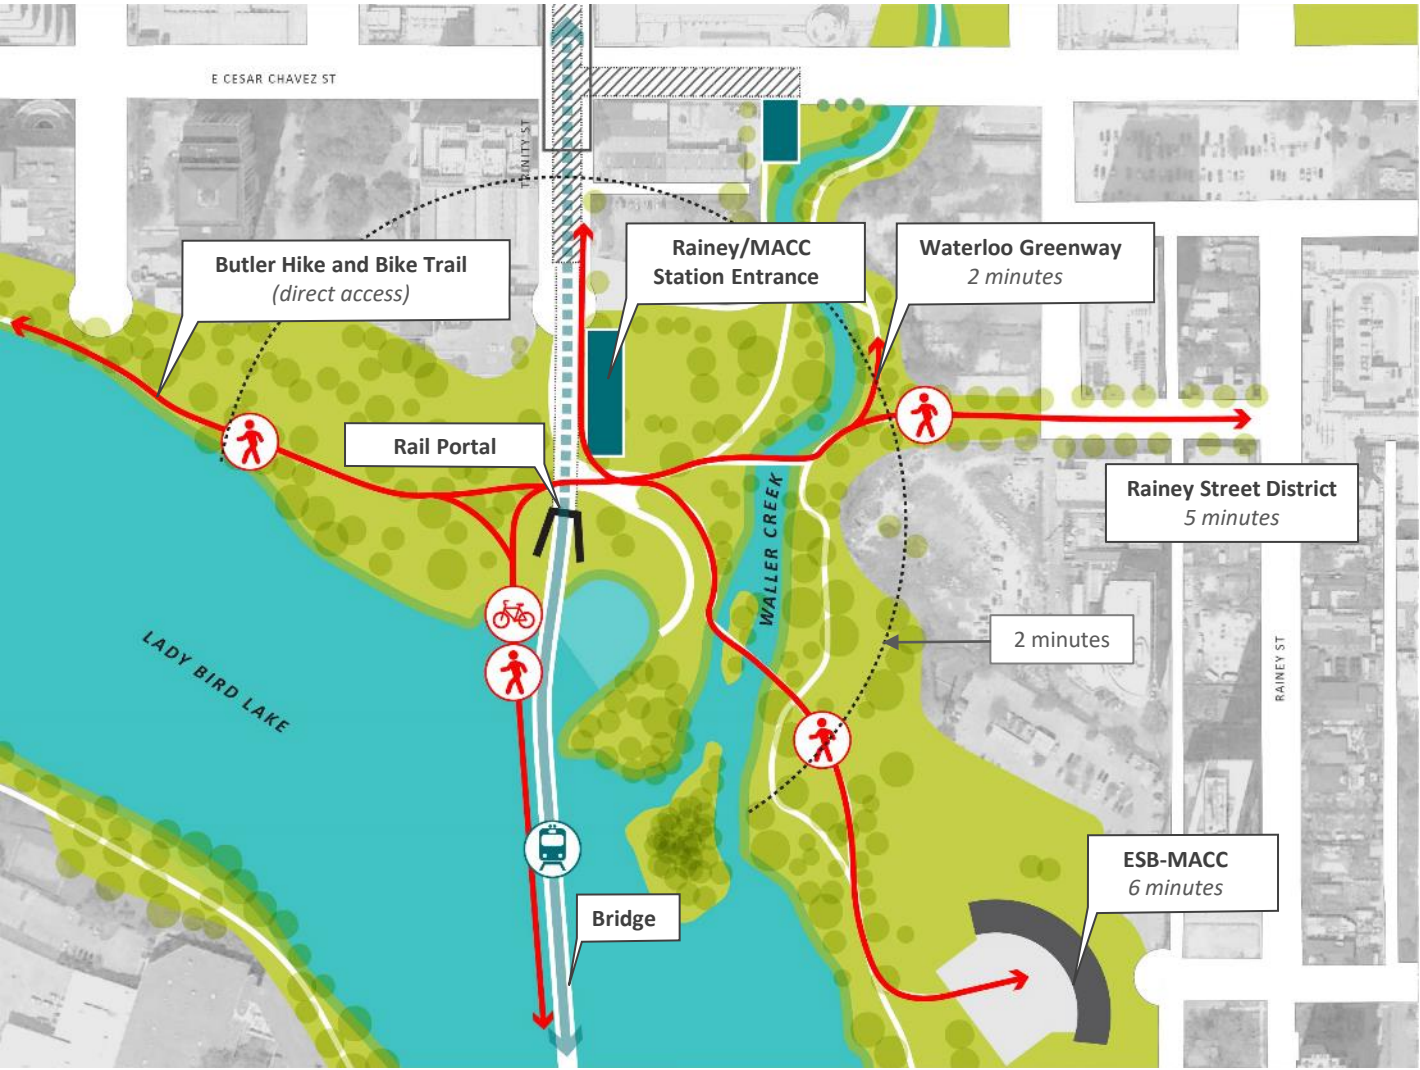 E CESAR CHAVEZ ST
TRINITY ST
Butler Hike and Bike Trail
(direct access)
Rainey/MACC
Station Entrance
Waterloo Greenway
2 minutes
Rail Portal
Rainey Street District
5 minutes
WALLER CREEK
2 minutes
LADY BIRD LAKE
RAINEY ST
ESB-MACC
6 minutes
Bridge